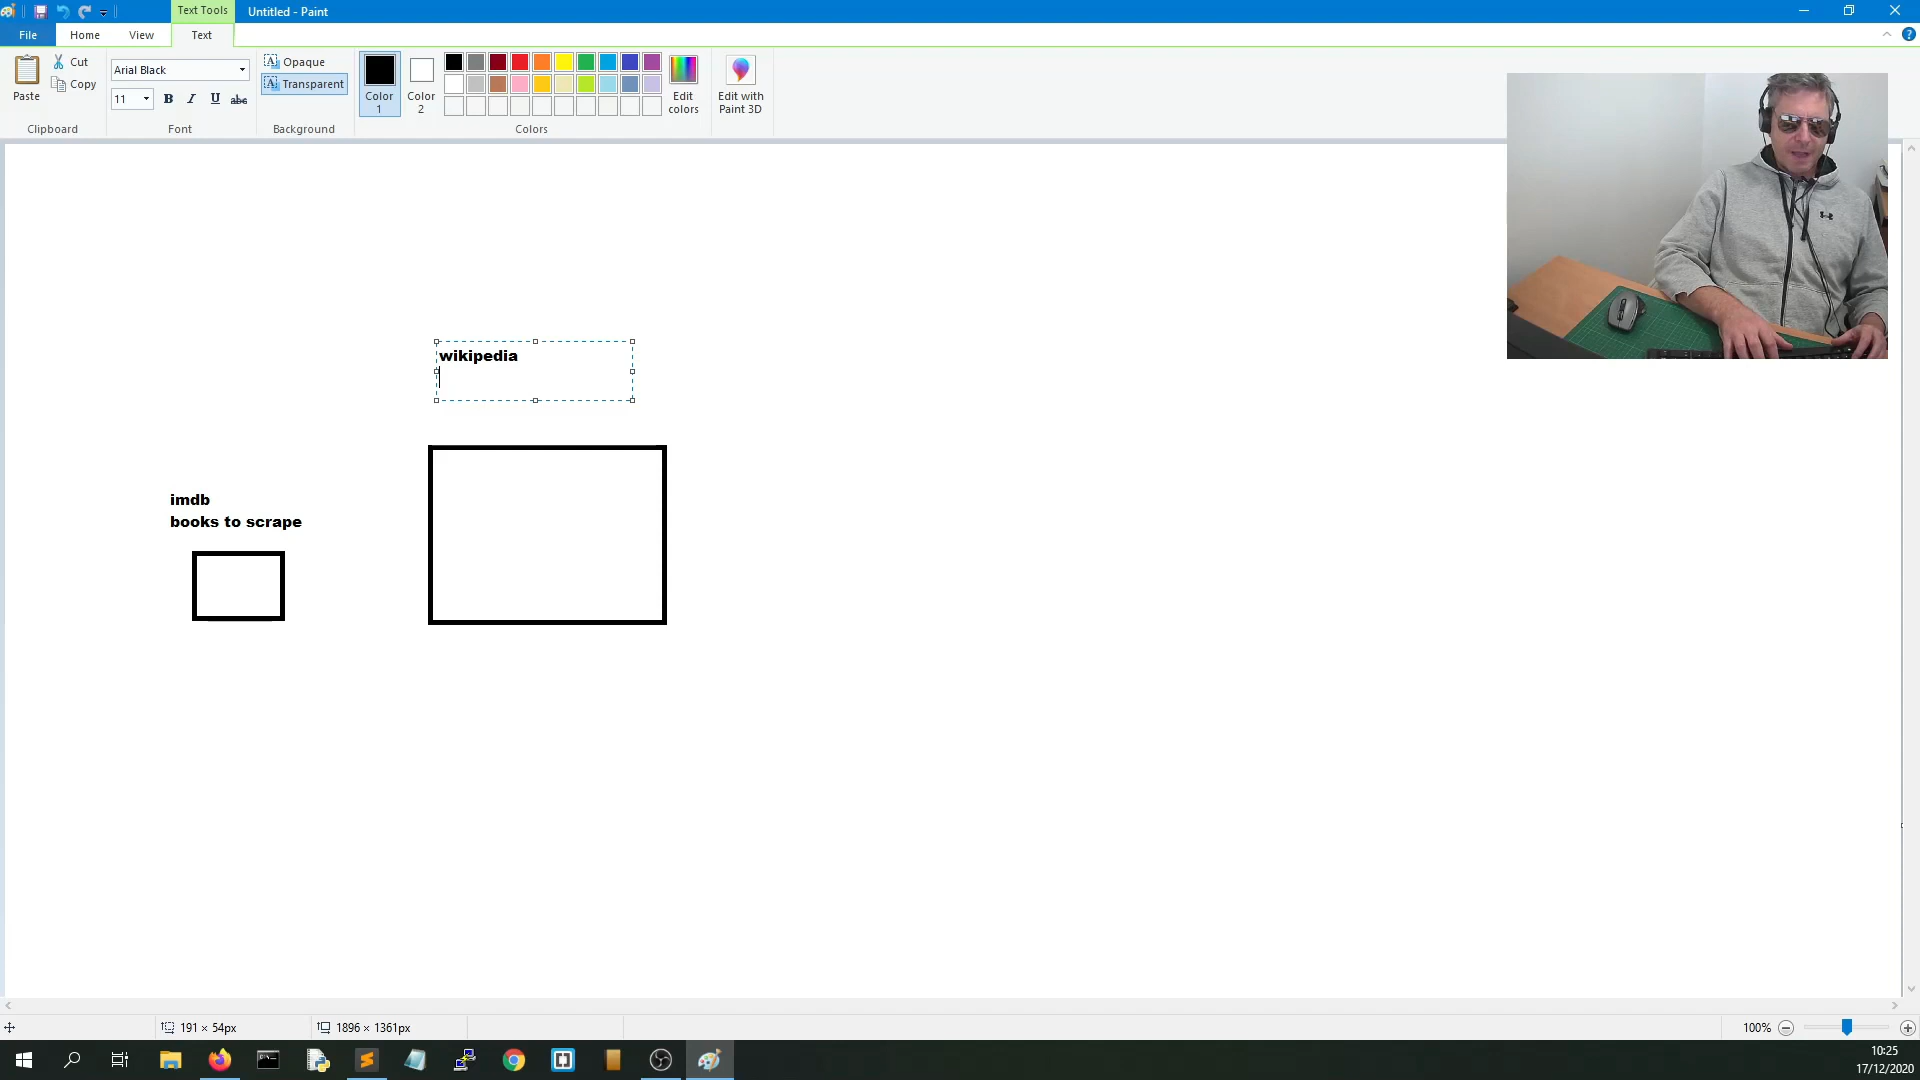 Text Tools
Untitled - Paint
File
Home
View
Text
Paste
Cut
Copy
Clipboard
Arial Black
11
B
I
U
abc
Font
Opaque
Transparent
Background
Color
1
Color
2
Edit
colors
Colors
Edit with
Paint 3D
wikipedia
imdb
books to scrape
191 × 54px
1896 × 1361px
100%
10:25
17/12/2020